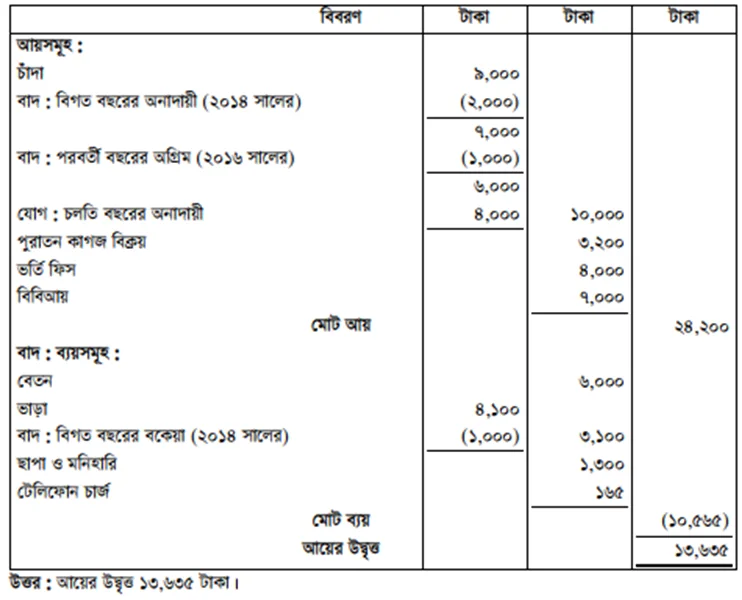 বিবরণ টাকা টাকা টাকা
আয়সমূহ :
চাঁদা ৯,০০০
বাদ : বিগত বছরের অনাদায়ী (২০১৪ সালের) (২,০০০)
৭,০০০
বাদ : পরবর্তী বছরের অগ্রিম (২০১৬ সালের) (১,০০০)
৬,০০০
যোগ : চলতি বছরের অনাদায়ী ৪,০০০ ১০,০০০
পুরাতন কাগজ বিক্রয় ৩,২০০
ভর্তি ফিস ৪,০০০
বিবিআয় ৭,০০০
মোট আয় ২৪,২০০
বাদ : ব্যয়সমূহ :
বেতন ৬,০০০
ভাড়া ৪,১০০
বাদ : বিগত বছরের বকেয়া (২০১৪ সালের) (১,০০০) ৩,১০০
ছাপা ও মনিহারি ১,৩০০
টেলিফোন চার্জ ১৬৫
মোট ব্যয় (১০,৫৬৫)
আয়ের উদ্বৃত্ত ১৩,৬৩৫
উত্তর : আয়ের উদ্বৃত্ত ১৩,৬৩৫ টাকা।